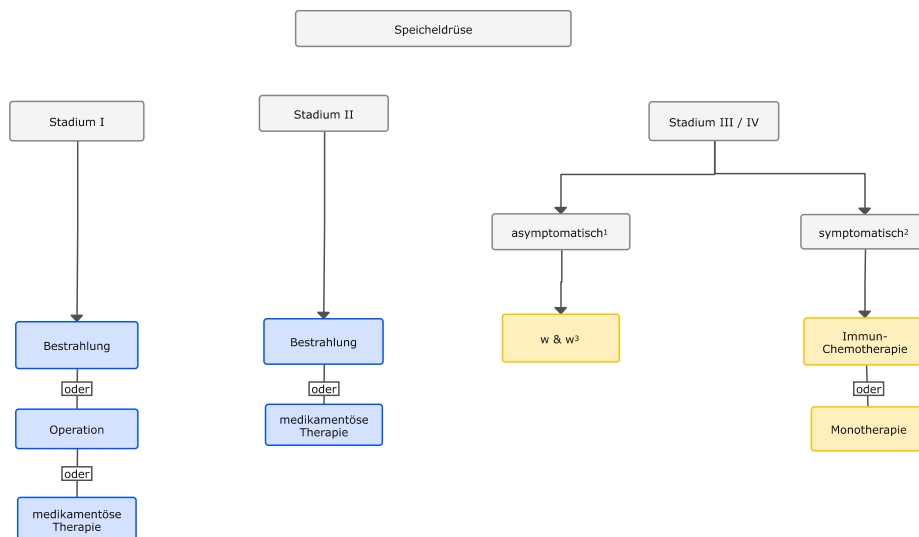 Speicheldrüse
Stadium I
Stadium II
Stadium III / IV
asymptomatisch¹
symptomatisch²
Bestrahlung
oder
Operation
oder
medikamentöse
Therapie
Bestrahlung
oder
medikamentöse
Therapie
w & w³
Immun-
Chemotherapie
oder
Monotherapie